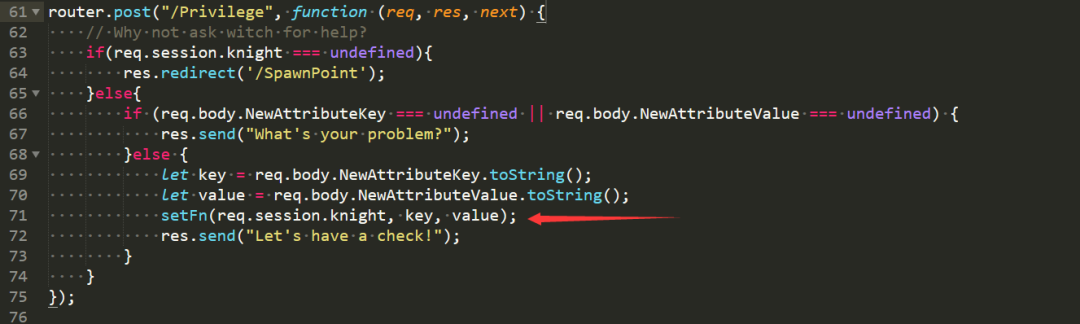 61 router.post("/Privilege", function (req, res, next) {
62 // Why not ask witch for help?
63 if(req.session.knight === undefined){
64 res.redirect('/SpawnPoint');
65 }else{
66 if (req.body.NewAttributeKey === undefined || req.body.NewAttributeValue === undefined) {
67 res.send("What's your problem?");
68 }else {
69 let key = req.body.NewAttributeKey.toString();
70 let value = req.body.NewAttributeValue.toString();
71 setFn(req.session.knight, key, value);
72 res.send("Let's have a check!");
73 }
74 }
75 });
76